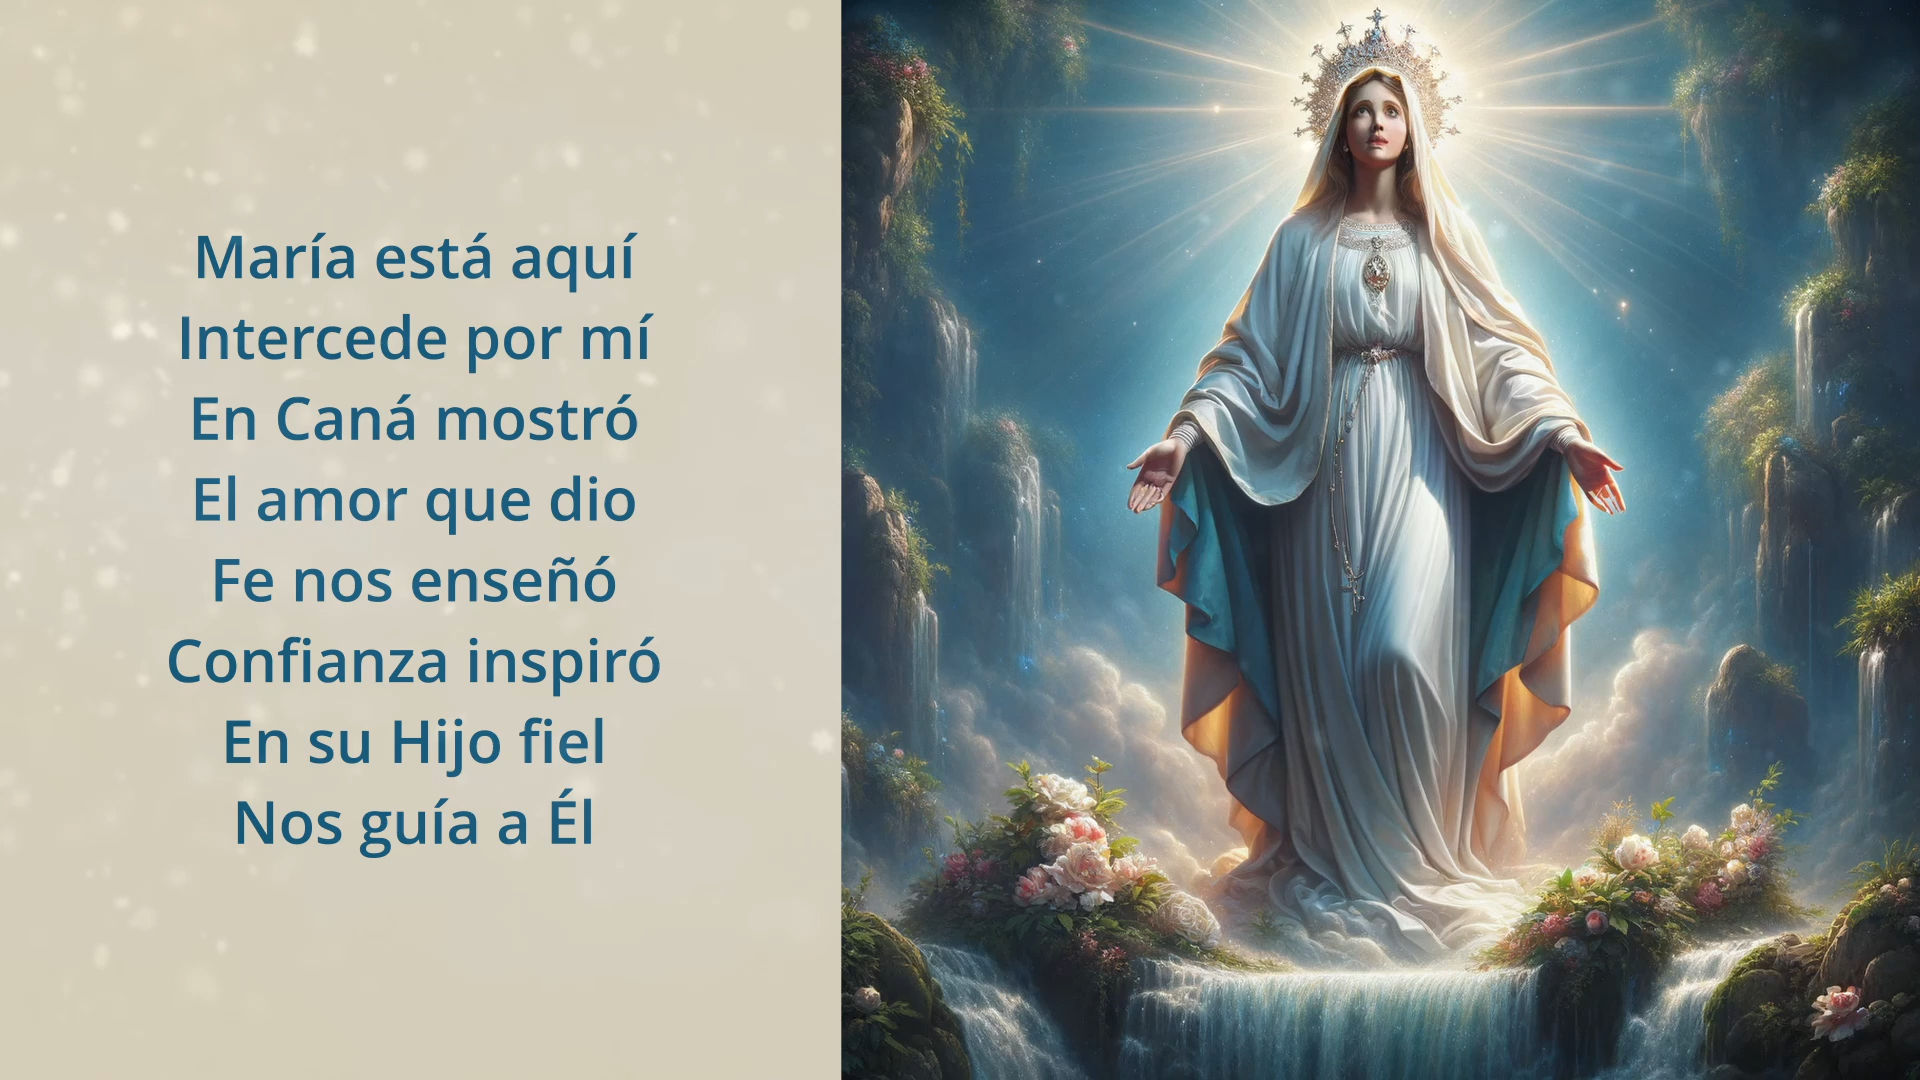 María está aquí
Intercede por mí
En Caná mostró
El amor que dio
Fe nos enseñó
Confianza inspiró
En su Hijo fiel
Nos guía a Él